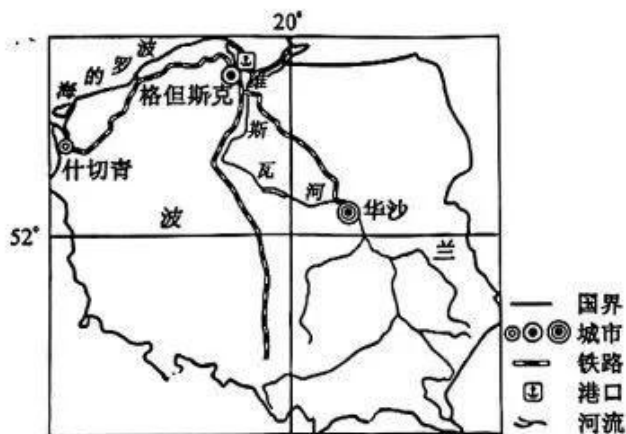 20°
波
罗
的
海
格但斯克
维
斯
瓦
河
什切青
华沙
波
兰
52°
国界
城市
铁路
港口
河流